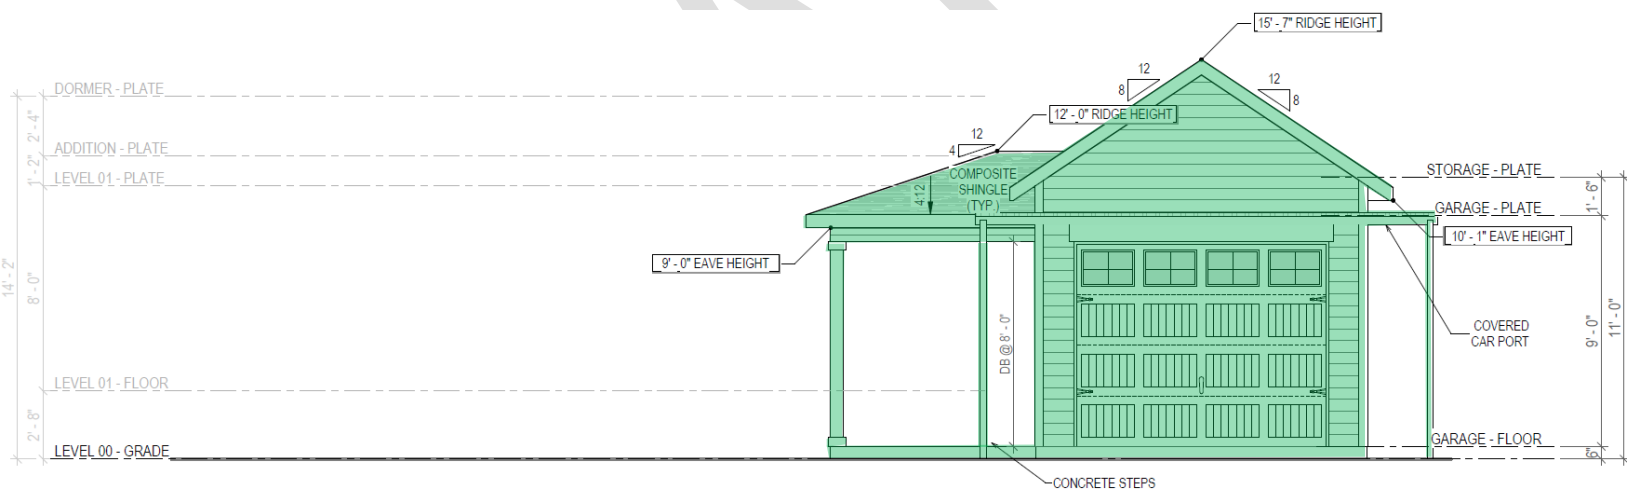 15' - 7" RIDGE HEIGHT
12
8
12
8
DORMER - PLATE
12' - 0" RIDGE HEIGHT
2' - 4"
12
4
ADDITION - PLATE
1' - 2"
LEVEL 01 - PLATE
COMPOSITE
SHINGLE
(TYP.)
4:12
STORAGE - PLATE
1' - 6"
GARAGE - PLATE
10' - 1" EAVE HEIGHT
9' - 0" EAVE HEIGHT
14' - 2"
8' - 0"
DB @ 8' - 0"
COVERED
CAR PORT
9' - 0"
11' - 0"
LEVEL 01 - FLOOR
2' - 8"
GARAGE - FLOOR
LEVEL 00 - GRADE
6"
CONCRETE STEPS